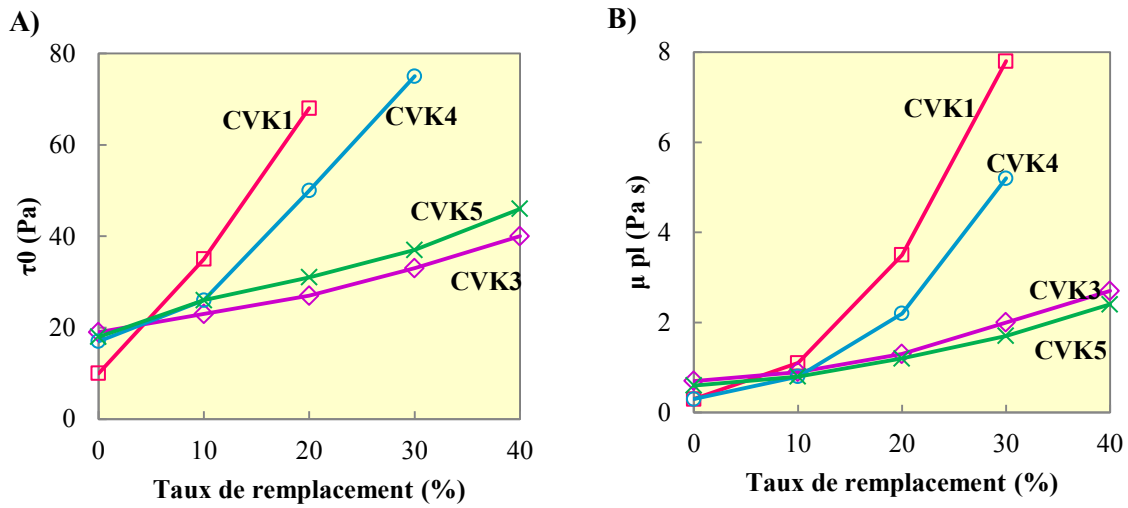 A)
80
60
40
20
0
τ0 (Pa)
CVK1
CVK4
CVK5
CVK3
0 10 20 30 40
Taux de remplacement (%)
B)
8
6
4
2
0
µ pl (Pa s)
CVK1
CVK4
CVK3
CVK5
0 10 20 30 40
Taux de remplacement (%)